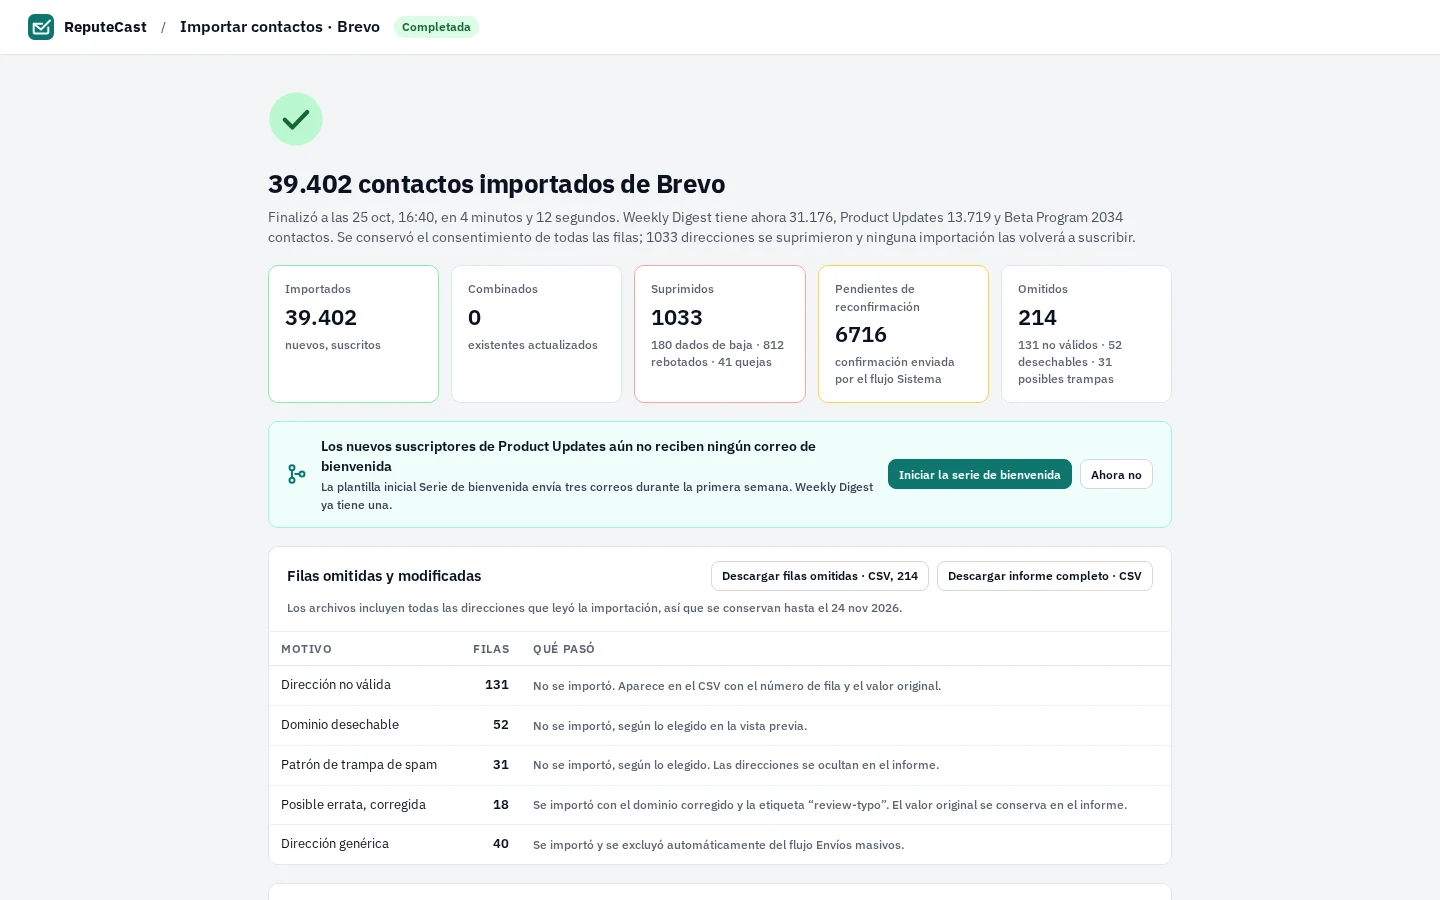 ReputeCast / Importar contactos · Brevo Completada
39.402 contactos importados de Brevo
Finalizó a las 25 oct, 16:40, en 4 minutos y 12 segundos. Weekly Digest tiene ahora 31.176, Product Updates 13.719 y Beta Program 2034
contactos. Se conservó el consentimiento de todas las filas; 1033 direcciones se suprimieron y ninguna importación las volverá a suscribir.
Importados
39.402
nuevos, suscritos
Combinados
0
existentes actualizados
Suprimidos
1033
180 dados de baja · 812
rebotados · 41 quejas
Pendientes de
reconfirmación
6716
confirmación enviada
por el flujo Sistema
Omitidos
214
131 no válidos · 52
desechables · 31
posibles trampas
Los nuevos suscriptores de Product Updates aún no reciben ningún correo de
bienvenida
La plantilla inicial Serie de bienvenida envía tres correos durante la primera semana. Weekly Digest
ya tiene una.
Iniciar la serie de bienvenida
Ahora no
Filas omitidas y modificadas
Descargar filas omitidas · CSV, 214
Descargar informe completo · CSV
Los archivos incluyen todas las direcciones que leyó la importación, así que se conservan hasta el 24 nov 2026.
MOTIVO FILAS QUÉ PASÓ
Dirección no válida 131 No se importó. Aparece en el CSV con el número de fila y el valor original.
Dominio desechable 52 No se importó, según lo elegido en la vista previa.
Patrón de trampa de spam 31 No se importó, según lo elegido. Las direcciones se ocultan en el informe.
Posible errata, corregida 18 Se importó con el dominio corregido y la etiqueta “review-typo”. El valor original se conserva en el informe.
Dirección genérica 40 Se importó y se excluyó automáticamente del flujo Envíos masivos.